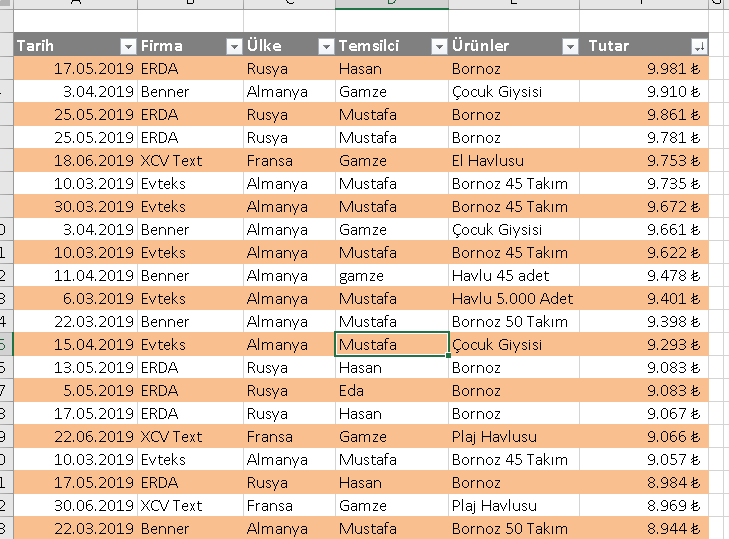 Tarih Firma Ülke Temsilci Ürünler Tutar
17.05.2019 ERDA Rusya Hasan Bornoz 9.981 ₺
3.04.2019 Benner Almanya Gamze Çocuk Giysisi 9.910 ₺
25.05.2019 ERDA Rusya Mustafa Bornoz 9.861 ₺
25.05.2019 ERDA Rusya Mustafa Bornoz 9.781 ₺
18.06.2019 XCV Text Fransa Gamze El Havlusu 9.753 ₺
10.03.2019 Evteks Almanya Mustafa Bornoz 45 Takım 9.735 ₺
30.03.2019 Evteks Almanya Mustafa Bornoz 45 Takım 9.672 ₺
3.04.2019 Benner Almanya Gamze Çocuk Giysisi 9.661 ₺
10.03.2019 Evteks Almanya Mustafa Bornoz 45 Takım 9.622 ₺
11.04.2019 Benner Almanya gamze Havlu 45 adet 9.478 ₺
6.03.2019 Evteks Almanya Mustafa Havlu 5.000 Adet 9.401 ₺
22.03.2019 Benner Almanya Mustafa Bornoz 50 Takım 9.398 ₺
15.04.2019 Evteks Almanya Mustafa Çocuk Giysisi 9.293 ₺
13.05.2019 ERDA Rusya Hasan Bornoz 9.083 ₺
5.05.2019 ERDA Rusya Eda Bornoz 9.083 ₺
17.05.2019 ERDA Rusya Hasan Bornoz 9.067 ₺
22.06.2019 XCV Text Fransa Gamze Plaj Havlusu 9.066 ₺
10.03.2019 Evteks Almanya Mustafa Bornoz 45 Takım 9.057 ₺
17.05.2019 ERDA Rusya Hasan Bornoz 8.984 ₺
30.06.2019 XCV Text Fransa Gamze Plaj Havlusu 8.969 ₺
22.03.2019 Benner Almanya Mustafa Bornoz 50 Takım 8.944 ₺